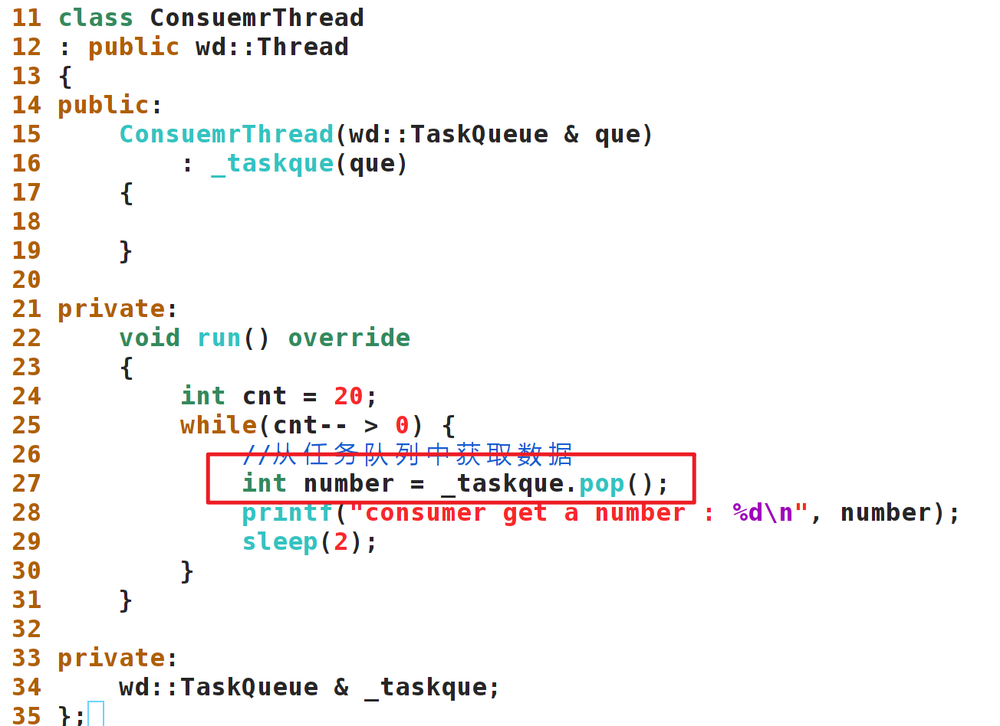 11 class ConsuemrThread
12 : public wd::Thread
13 {
14 public:
15     ConsuemrThread(wd::TaskQueue & que)
16         : _taskque(que)
17     {
18
19     }
20
21 private:
22     void run() override
23     {
24         int cnt = 20;
25         while(cnt-- > 0) {
26             //从任务队列中获取数据
27             int number = _taskque.pop();
28             printf("consumer get a number : %d\n", number);
29             sleep(2);
30         }
31     }
32
33 private:
34     wd::TaskQueue & _taskque;
35 };